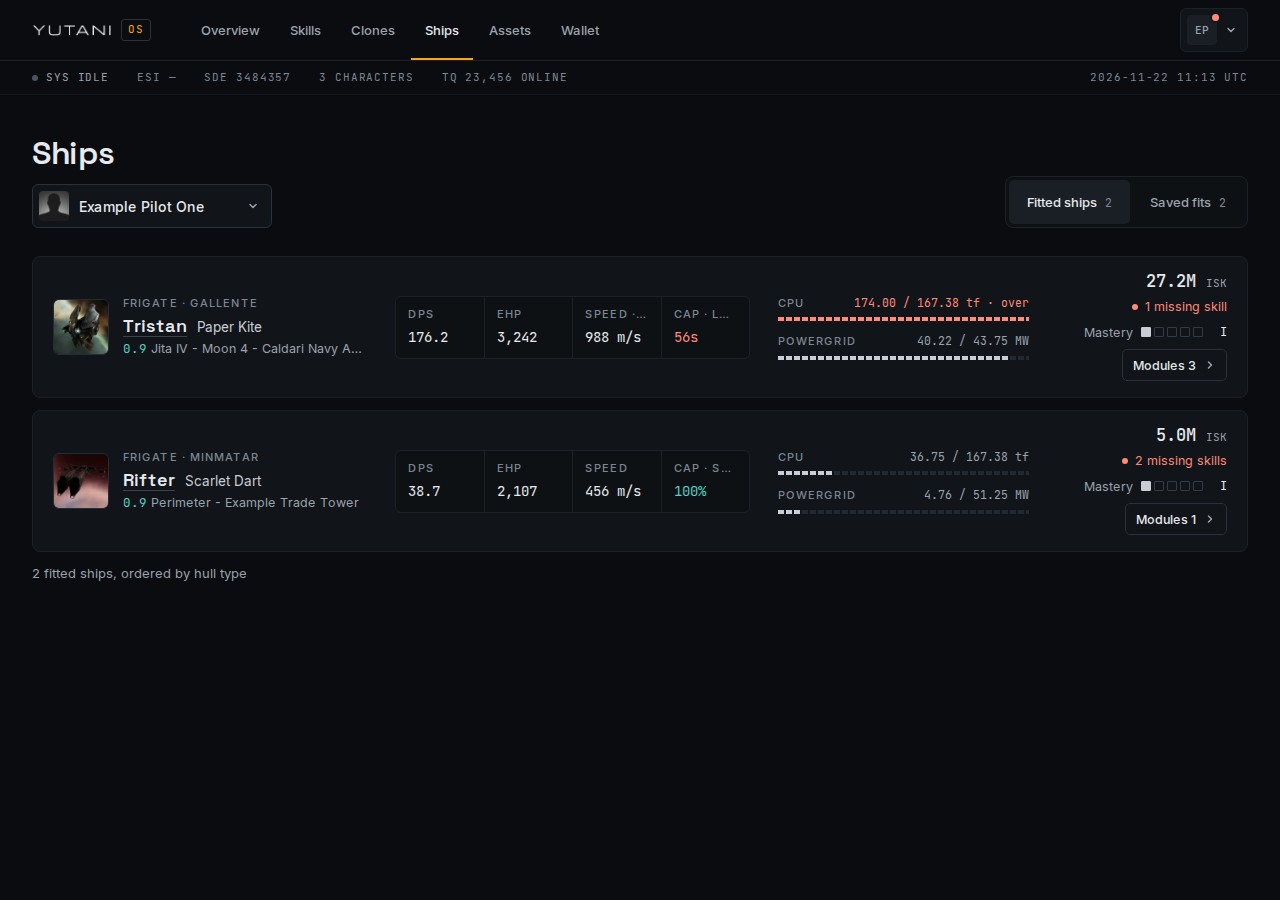 YUTANI OS Overview Skills Clones Ships Assets Wallet EP
SYS IDLE ESI — SDE 3484357 3 CHARACTERS TQ 23,456 ONLINE 2026-11-22 11:13 UTC
Ships
Example Pilot One
Fitted ships 2 Saved fits 2
FRIGATE · GALLENTE
Tristan Paper Kite
0.9 Jita IV - Moon 4 - Caldari Navy A...
DPS EHP SPEED ·... CAP · L...
176.2 3,242 988 m/s 56s
CPU 174.00 / 167.38 tf · over
POWERGRID 40.22 / 43.75 MW
27.2M ISK
1 missing skill
Mastery I
Modules 3
FRIGATE · MINMATAR
Rifter Scarlet Dart
0.9 Perimeter - Example Trade Tower
DPS EHP SPEED CAP · S...
38.7 2,107 456 m/s 100%
CPU 36.75 / 167.38 tf
POWERGRID 4.76 / 51.25 MW
5.0M ISK
2 missing skills
Mastery I
Modules 1
2 fitted ships, ordered by hull type